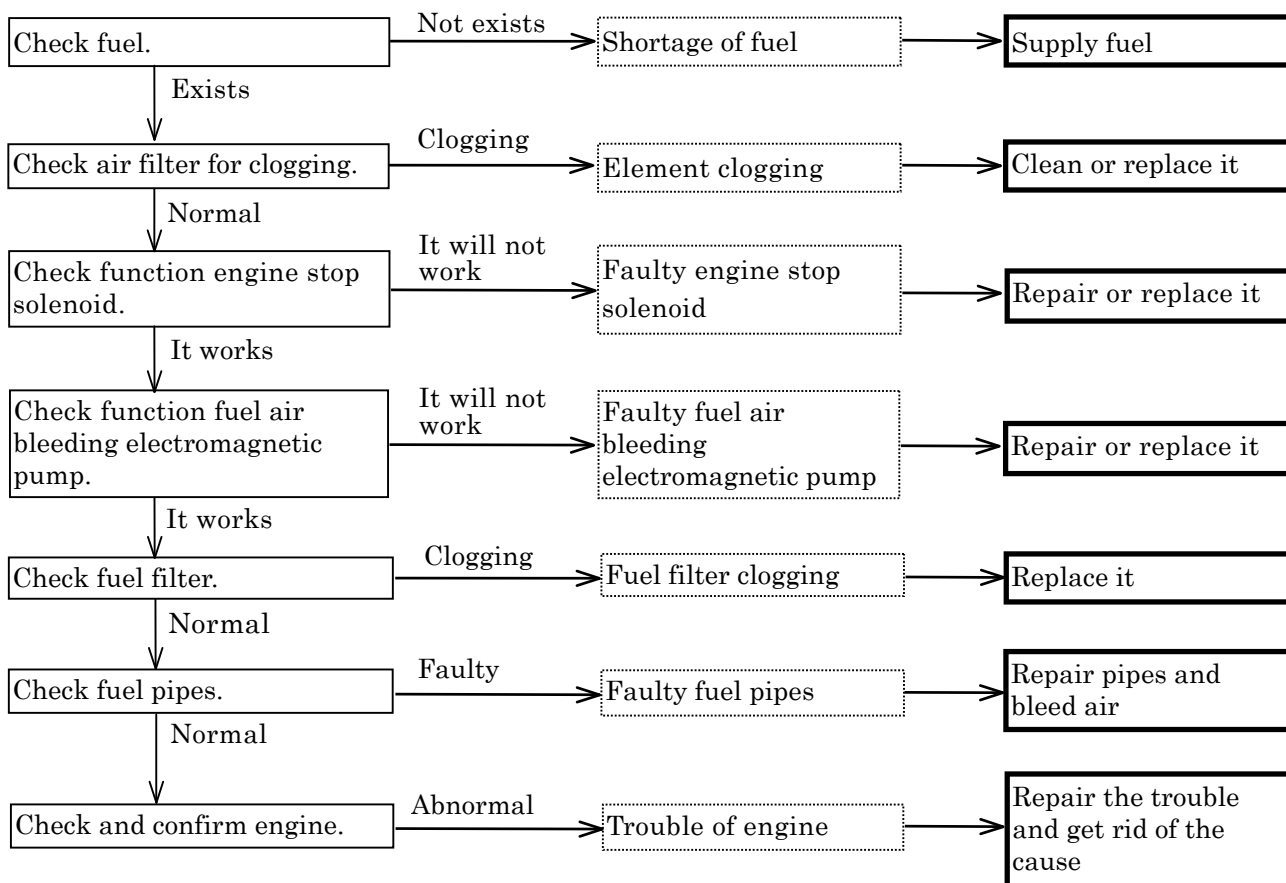 Not exists
Check fuel.
Shortage of fuel
Supply fuel
Exists
Clogging
Check air filter for clogging.
Element clogging
Clean or replace it
Normal
It will not
work
Check function engine stop
solenoid.
Faulty engine stop
solenoid
Repair or replace it
It works
It will not
work
Check function fuel air
bleeding electromagnetic
pump.
Faulty fuel air
bleeding
electromagnetic pump
Repair or replace it
It works
Clogging
Check fuel filter.
Fuel filter clogging
Replace it
Normal
Faulty
Check fuel pipes.
Faulty fuel pipes
Repair pipes and
bleed air
Normal
Abnormal
Check and confirm engine.
Trouble of engine
Repair the trouble
and get rid of the
cause